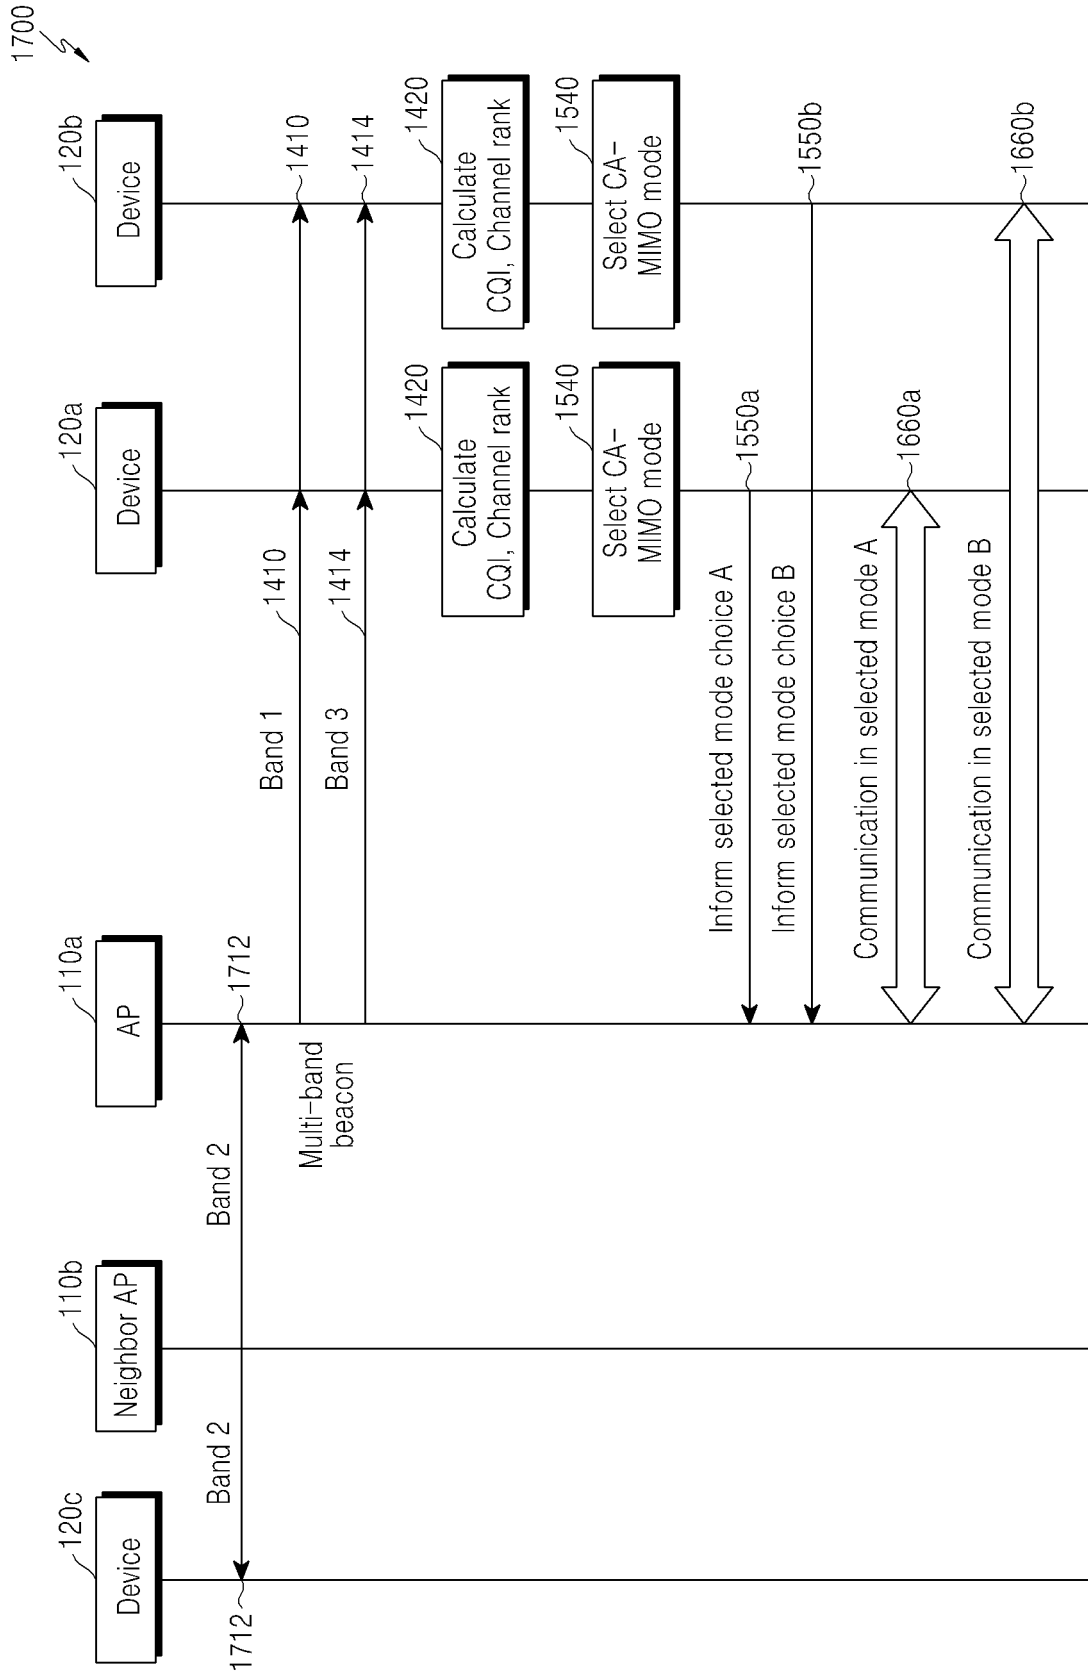 1700
120c
110b
110a
120a
120b
Device
Neighbor AP
AP
Device
Device
1712
Band 2
Band 2
1712
Multi-band
beacon
Band 1
1410
1410
Band 3
1414
1414
1420
1420
Calculate
CQI, Channel rank
Calculate
CQI, Channel rank
1540
1540
Select CA-
MIMO mode
Select CA-
MIMO mode
Inform selected mode choice A
1550a
Inform selected mode choice B
1550b
Communication in selected mode A
1660a
Communication in selected mode B
1660b